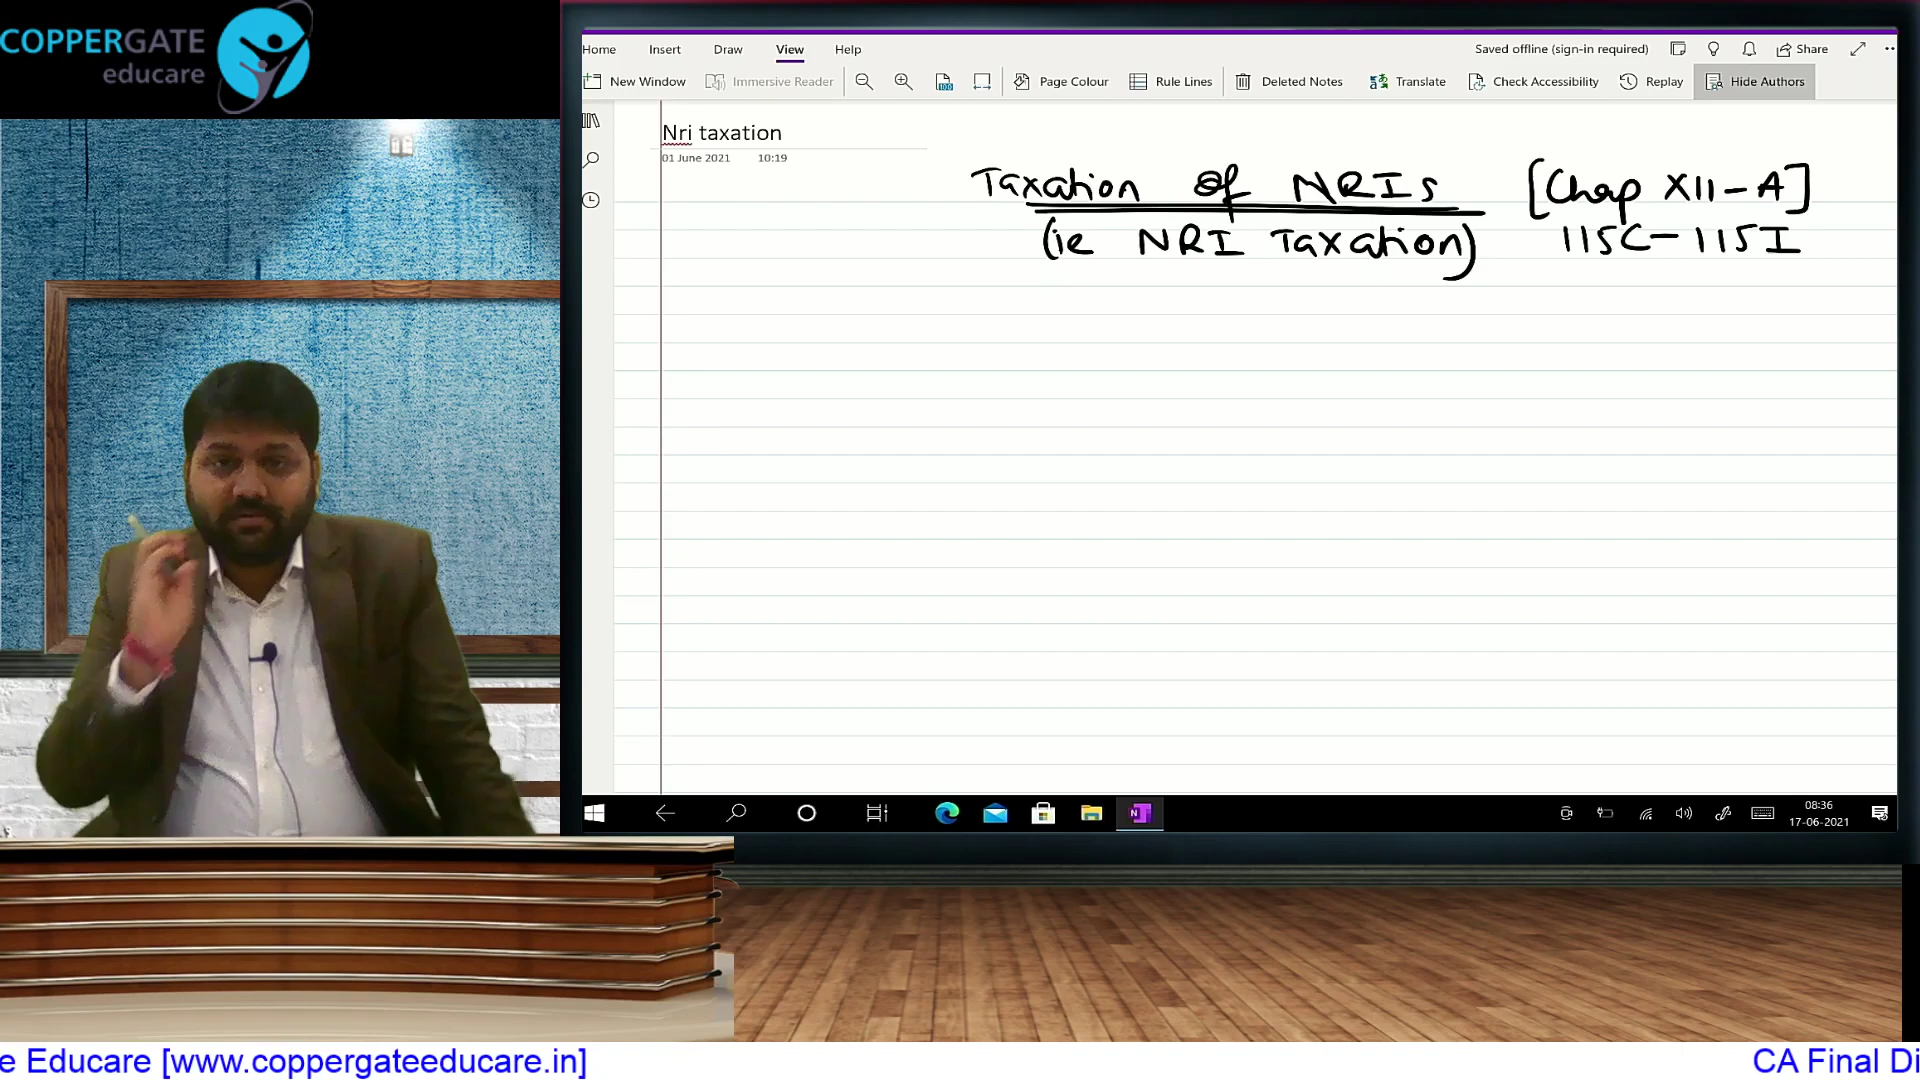 COPPERGATE
educare
Home Insert Draw View Help
Saved offline (sign-in required) Share
New Window Immersive Reader Page Colour Rule Lines Deleted Notes Translate Check Accessibility Replay Hide Authors
Nri taxation
01 June 2021 10:19
Taxation of NRIs [Chap XII-A]
(ie NRI Taxation) 115C-115I
08:36
17-06-2021
e Educare [www.coppergateeducare.in] CA Final Di